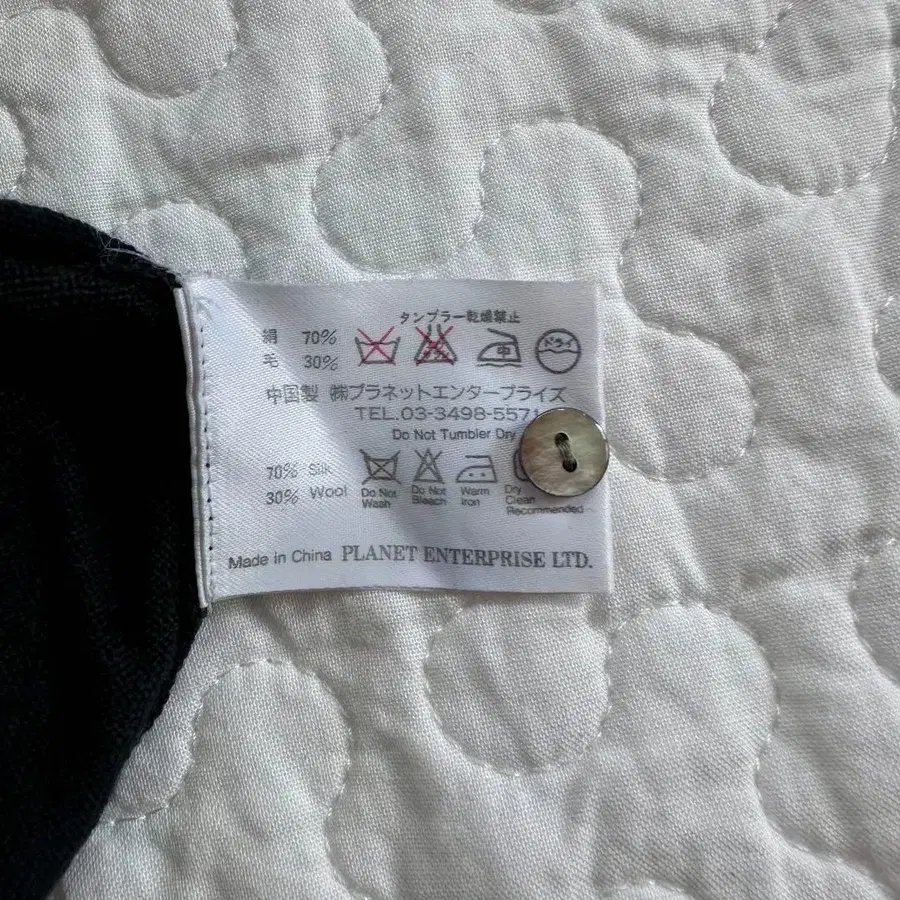 タンブラー乾燥禁止
絹 70%
毛 30%
ドライ
中
中国製 ㈱プラネットエンタープライズ
TEL.03-3498-5571
Do Not Tumbler Dry
70% Silk
30% Wool
Do Not Wash
Do Not Bleach
Warm Iron
Dry Clean Recommended
Made in China PLANET ENTERPRISE LTD.